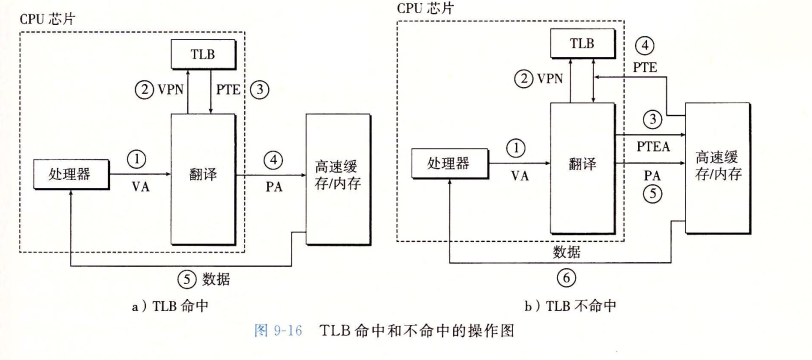 CPU 芯片
TLB
② VPN
PTE ③
处理器
①
VA
翻译
④
PA
高速缓
存/内存
⑤ 数据
a）TLB 命中
CPU 芯片
TLB
② VPN
④
PTE
处理器
①
VA
翻译
③
PTEA
PA
⑤
高速缓
存/内存
数据
⑥
b）TLB 不命中
图 9-16 TLB 命中和不命中的操作图